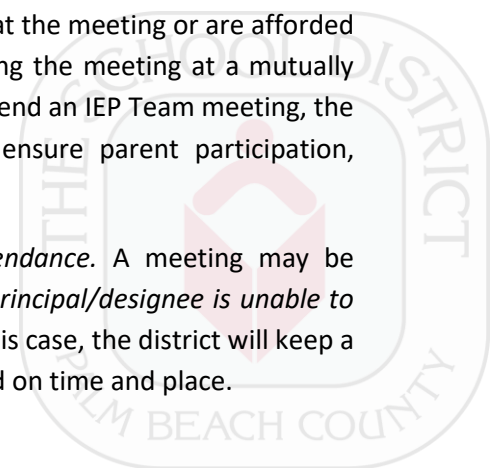 at the meeting or are afforded
ng the meeting at a mutually
end an IEP Team meeting, the
ensure parent participation,
endance. A meeting may be
rincipal/designee is unable to
is case, the district will keep a
d on time and place.
THE SCHOOL DISTRICT
PALM BEACH COUNTY